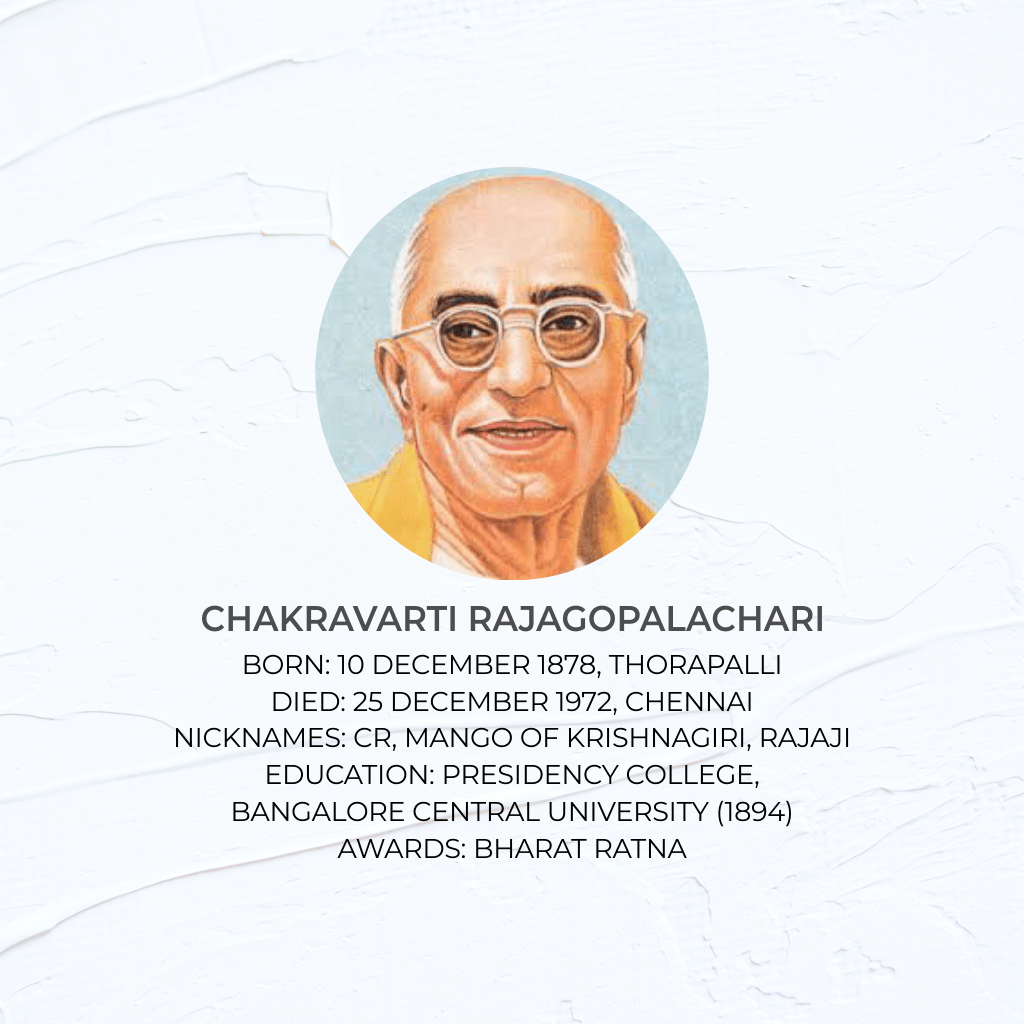 CHAKRAVARTI RAJAGOPALACHARI
BORN: 10 DECEMBER 1878, THORAPALLI
DIED: 25 DECEMBER 1972, CHENNAI
NICKNAMES: CR, MANGO OF KRISHNAGIRI, RAJAJI
EDUCATION: PRESIDENCY COLLEGE,
BANGALORE CENTRAL UNIVERSITY (1894)
AWARDS: BHARAT RATNA